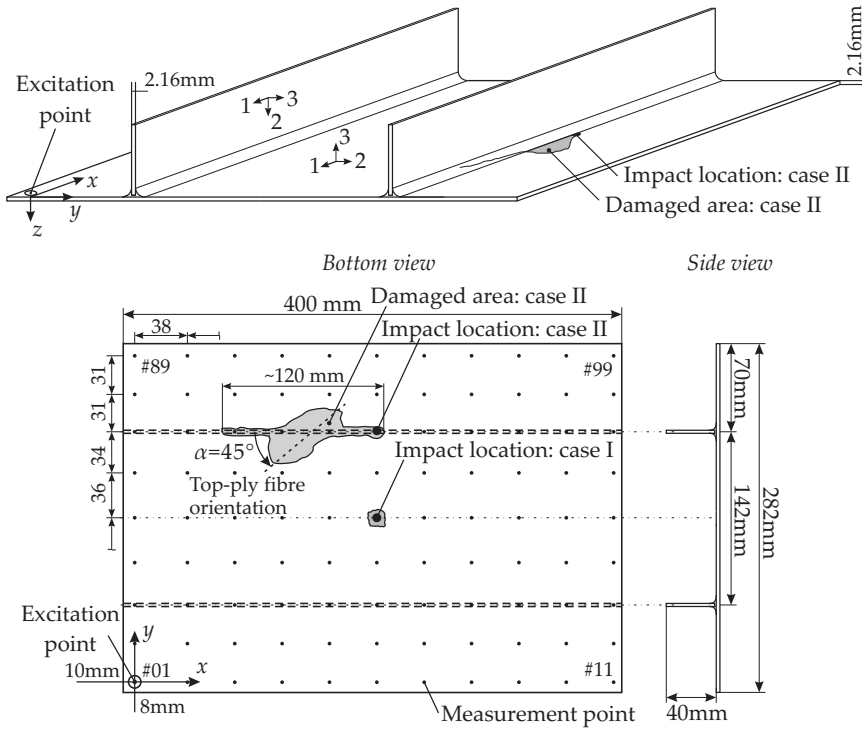 2.16mm
Excitation
point
2.16mm
1 3
2
3
1 2
x
y
z
Impact location: case II
Damaged area: case II
Bottom view
Side view
Damaged area: case II
400 mm
Impact location: case II
38
#89
#99
~120 mm
31
31
34
36
α=45°
Top-ply fibre
orientation
Impact location: case I
70mm
142mm
282mm
Excitation
point
y
x
#01
#11
10mm
8mm
Measurement point
40mm